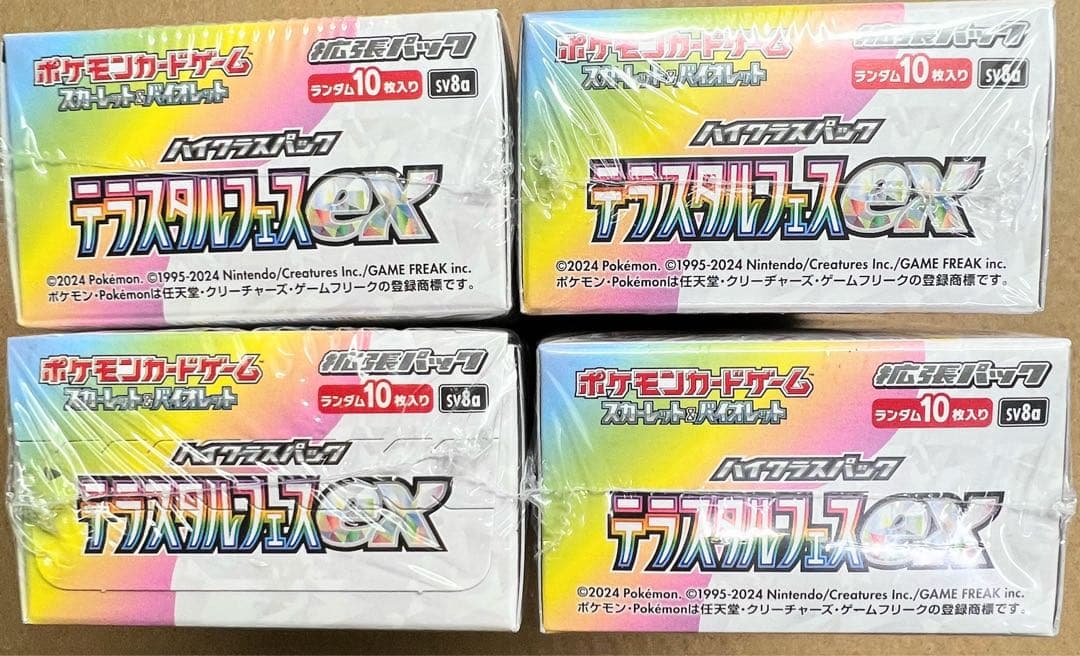 ポケモンカードゲーム
スカーレット&バイオレット
拡張パック
ランダム10枚入り sv8a
ハイクラスパック
テラスタルフェスex
©2024 Pokémon. ©1995-2024 Nintendo/Creatures Inc./GAME FREAK inc.
ポケモン・Pokémonは任天堂・クリーチャーズ・ゲームフリークの登録商標です。
ポケモンカードゲーム
スカーレット&バイオレット
拡張パック
ランダム10枚入り sv8a
ハイクラスパック
テラスタルフェスex
©2024 Pokémon. ©1995-2024 Nintendo/Creatures Inc./GAME FREAK inc.
ポケモン・Pokémonは任天堂・クリーチャーズ・ゲームフリークの登録商標です。
ポケモンカードゲーム
スカーレット&バイオレット
拡張パック
ランダム10枚入り sv8a
ハイクラスパック
テラスタルフェスex
ポケモンカードゲーム
スカーレット&バイオレット
拡張パック
ランダム10枚入り sv8a
ハイクラスパック
テラスタルフェスex
©2024 Pokémon. ©1995-2024 Nintendo/Creatures Inc./GAME FREAK inc.
ポケモン・Pokémonは任天堂・クリーチャーズ・ゲームフリークの登録商標です。